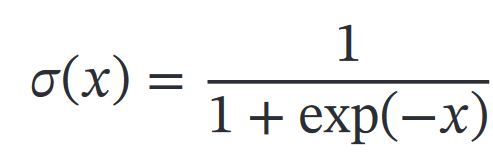 σ(x) = 1 / (1 + exp(−x))